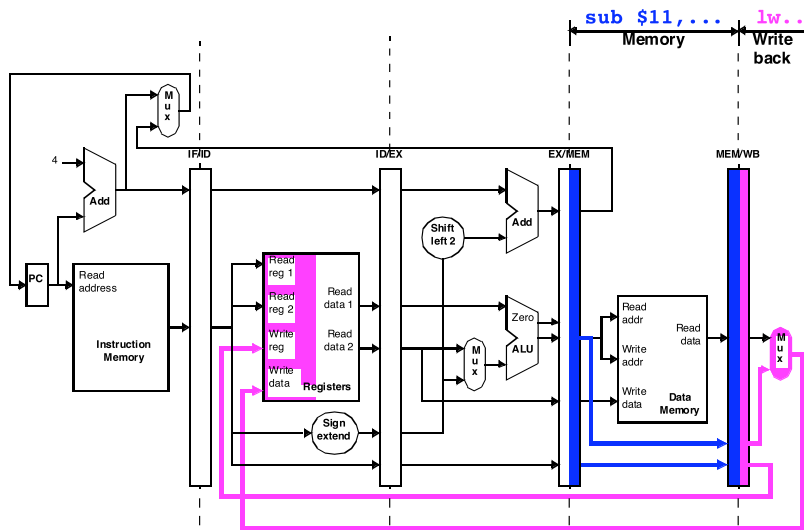 sub $11,... lw..
Memory Write
back
M
u
x
IF/ID ID/EX EX/MEM MEM/WB
4
Add
Add
Shift
left 2
PC
Read
address
Instruction
Memory
Read
reg 1
Read
reg 2
Write
reg
Write
data
Read
data 1
Read
data 2
Registers
Sign
extend
M
u
x
Zero
ALU
Read
addr
Write
addr
Write
data
Read
data
Data
Memory
M
u
x